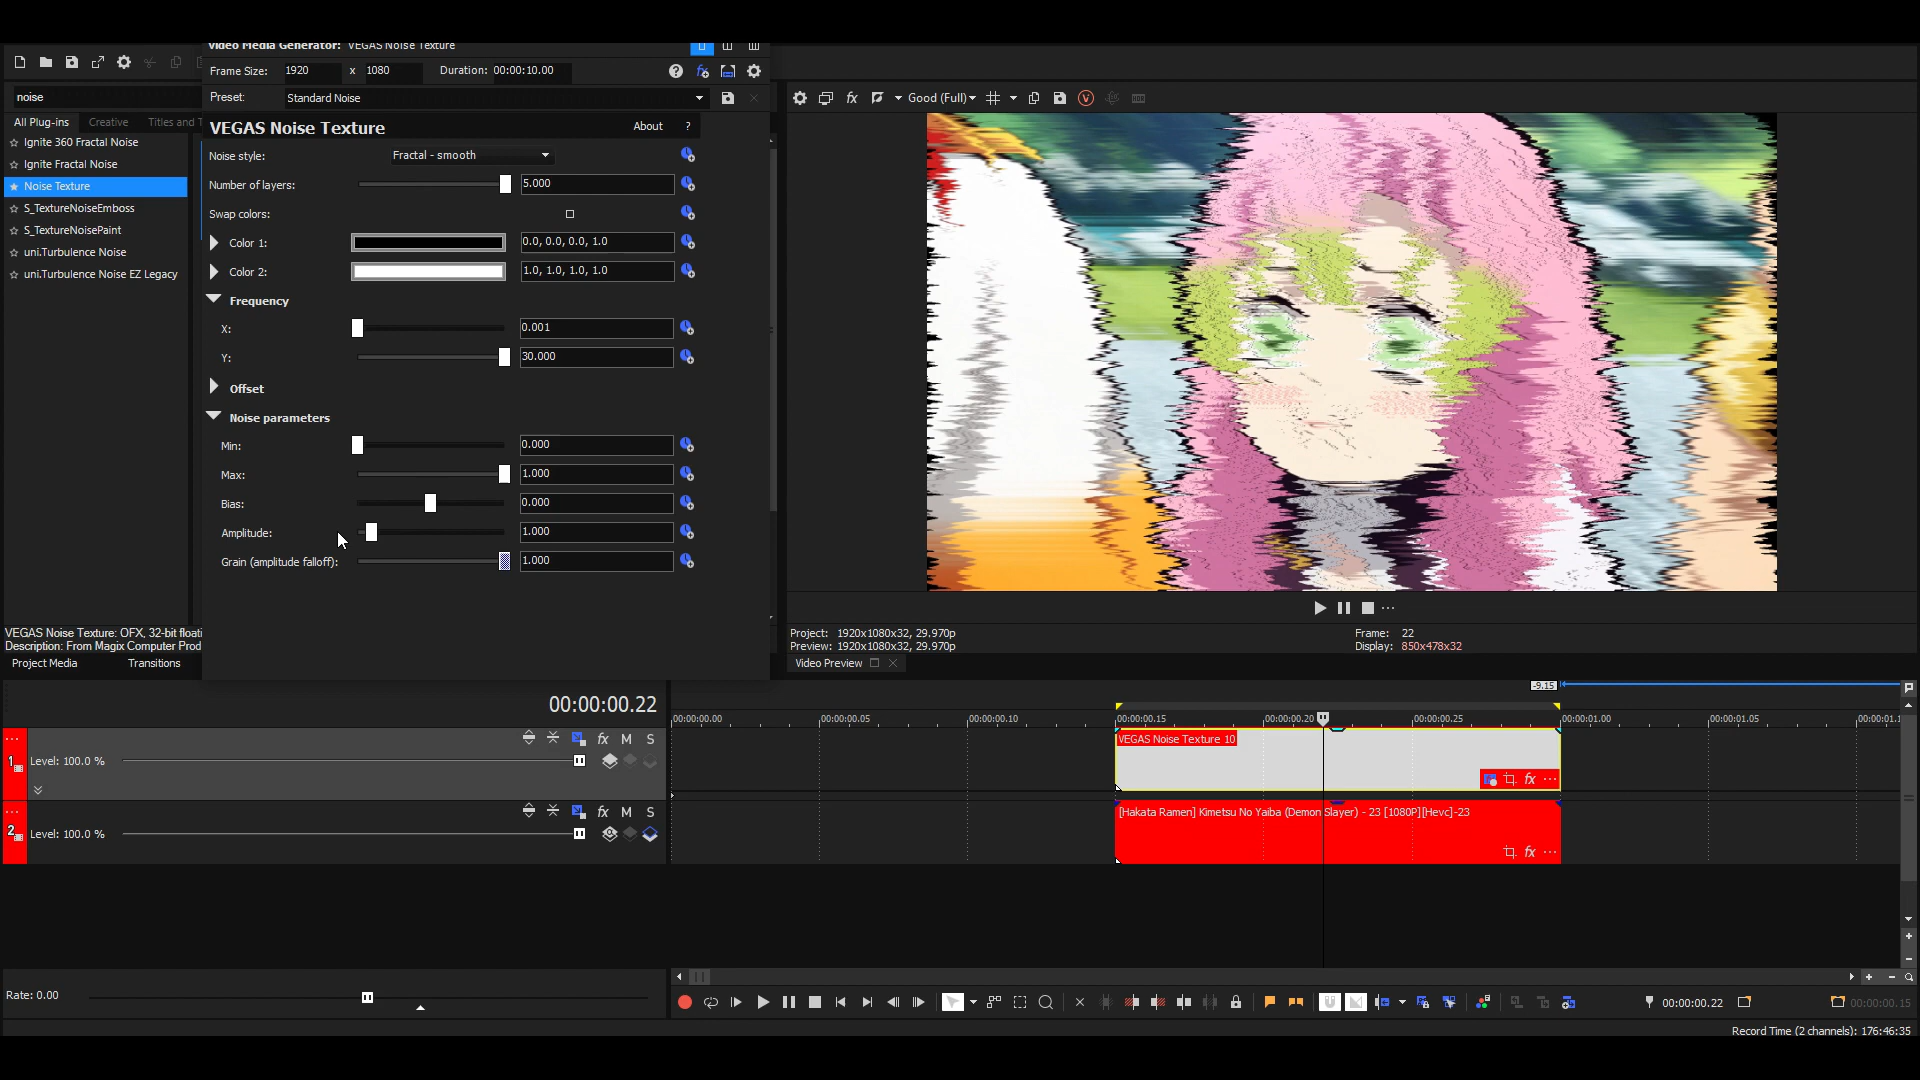 Video Media Generator: VEGAS Noise Texture
Frame Size: 1920 x 1080 Duration: 00:00:10.00
noise
Preset: Standard Noise
All Plug-ins
Creative
Titles and T
Ignite 360 Fractal Noise
Ignite Fractal Noise
Noise Texture
S_TextureNoiseEmboss
S_TextureNoisePaint
uni.Turbulence Noise
uni.Turbulence Noise EZ Legacy
VEGAS Noise Texture
About ?
Noise style: Fractal - smooth
Number of layers: 5.000
Swap colors:
Color 1: 0.0, 0.0, 0.0, 1.0
Color 2: 1.0, 1.0, 1.0, 1.0
Frequency
X: 0.001
Y: 30.000
Offset
Noise parameters
Min: 0.000
Max: 1.000
Bias: 0.000
Amplitude: 1.000
Grain (amplitude falloff): 1.000
VEGAS Noise Texture: OFX, 32-bit floati
Description: From Magix Computer Prod
Project Media
Transitions
fx
Good (Full)
Project: 1920x1080x32, 29.970p
Preview: 1920x1080x32, 29.970p
Frame: 22
Display: 850x478x32
Video Preview
00:00:00.22
-9.15
00:00:00.00
00:00:00.05
00:00:00.10
00:00:00.15
00:00:00.20
00:00:00.25
00:00:01.00
00:00:01.05
00:00:01.1
1
fx M S
Level: 100.0 %
VEGAS Noise Texture 10
fx
2
fx M S
Level: 100.0 %
[Hakata Ramen] Kimetsu No Yaiba (Demon Slayer) - 23 [1080P][Hevc]-23
fx
Rate: 0.00
00:00:00.22
00:00:00.15
Record Time (2 channels): 176:46:35